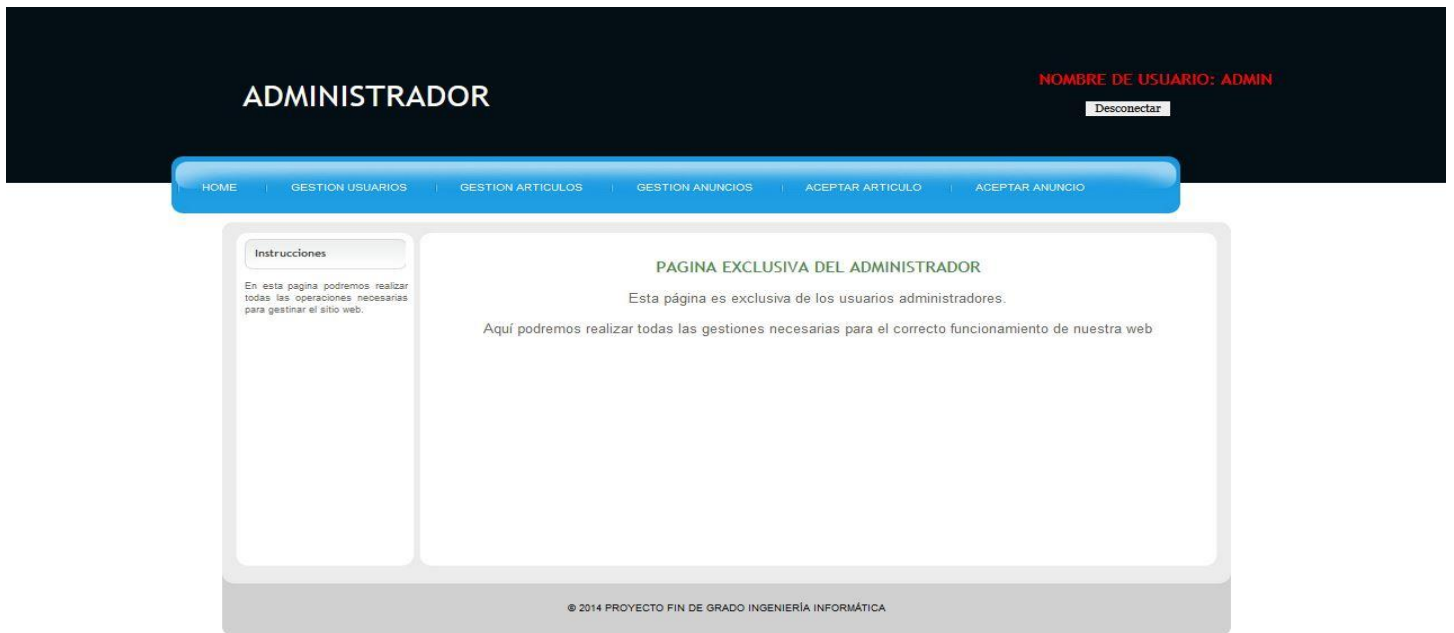 ADMINISTRADOR
NOMBRE DE USUARIO: ADMIN
Desconectar
HOME
GESTION USUARIOS
GESTION ARTICULOS
GESTION ANUNCIOS
ACEPTAR ARTICULO
ACEPTAR ANUNCIO
Instrucciones
En esta pagina podremos realizar
todas las operaciones necesarias
para gestinar el sitio web.
PAGINA EXCLUSIVA DEL ADMINISTRADOR
Esta página es exclusiva de los usuarios administradores.
Aquí podremos realizar todas las gestiones necesarias para el correcto funcionamiento de nuestra web
© 2014 PROYECTO FIN DE GRADO INGENIERÍA INFORMÁTICA